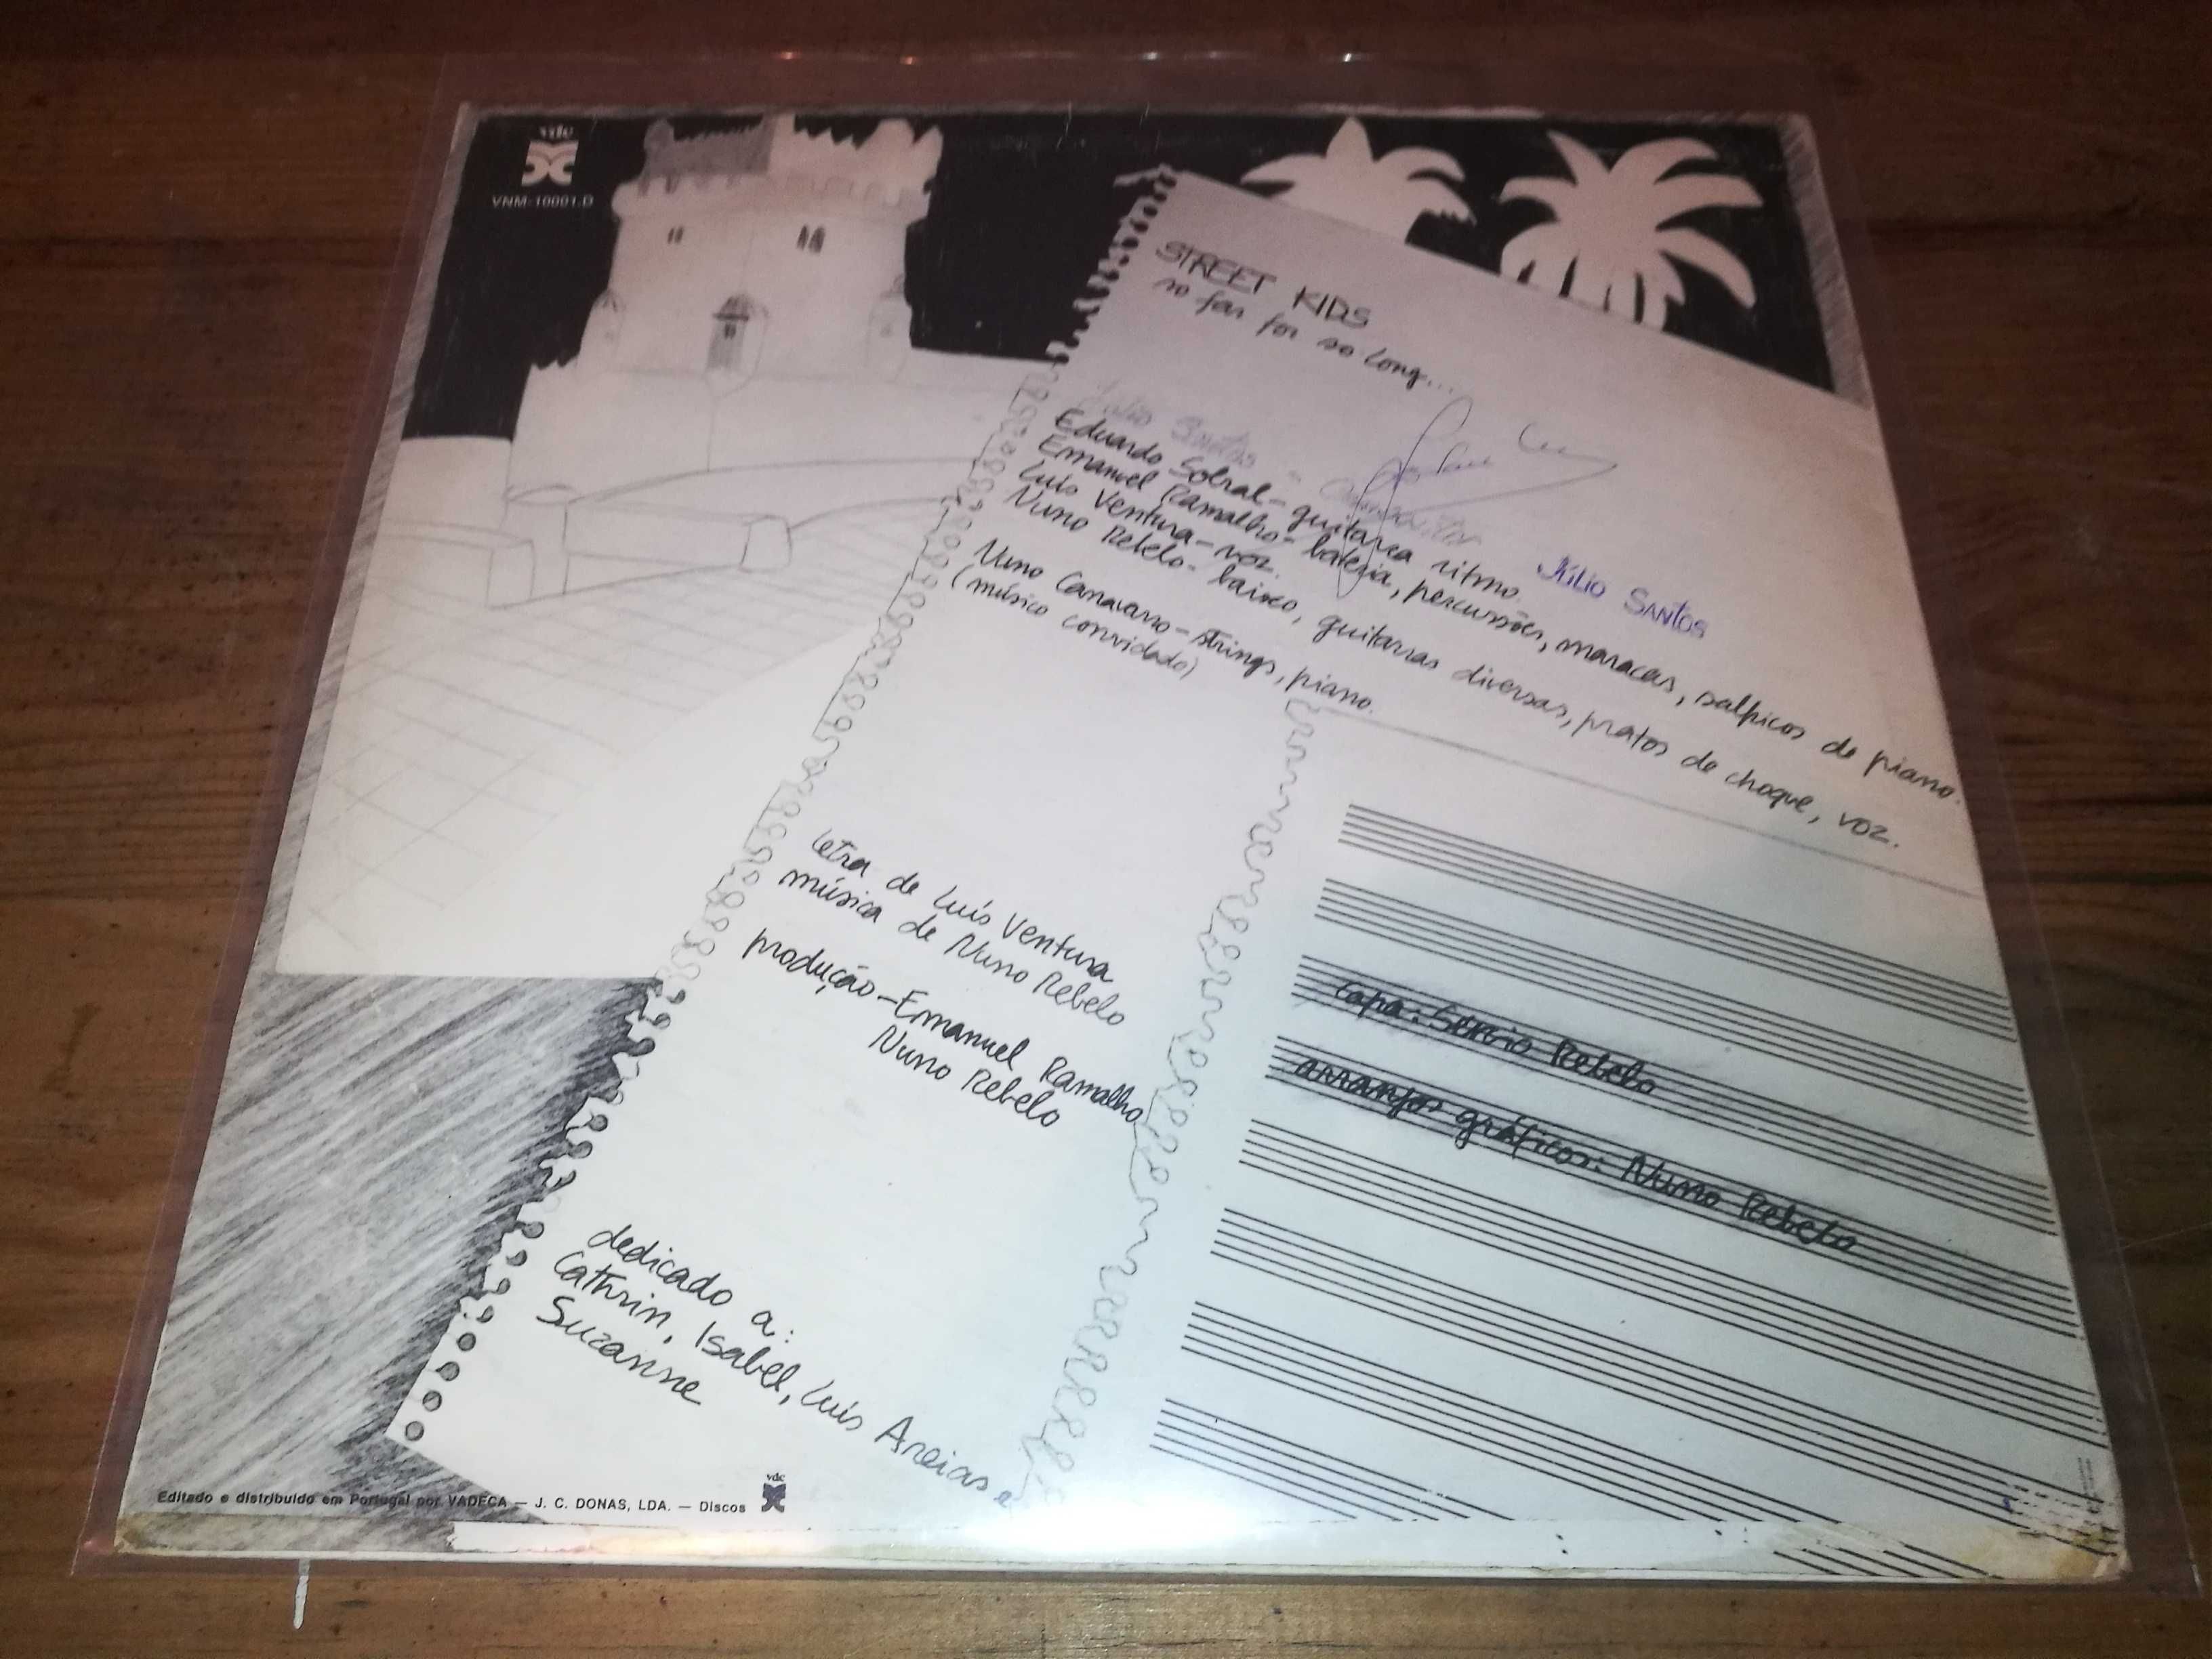 vdc
VNM-10001.D
STREET KIDS
so far for so long...
Júlio Santos
Eduardo Sobral - guitarra ritmo.
Emanuel Ramalho - bateria, percussões, maracas, salpicos de piano.
Luís Ventura - voz.
Nuno Rebelo - baixo, guitarras diversas, pratos de choque, voz.
JÚLIO SANTOS
Nuno Canavarro - strings, piano.
(músico convidado)
letra de Luís Ventura
música de Nuno Rebelo
produção - Emanuel Ramalho
Nuno Rebelo
capa: Sérgio Rebelo
arranjos gráficos: Nuno Rebelo
dedicado a:
Cathrin, Isabel, Luís Areias e
Suzanne
Editado e distribuído em Portugal por VADECA — J. C. DONAS, LDA. — Discos
vdc